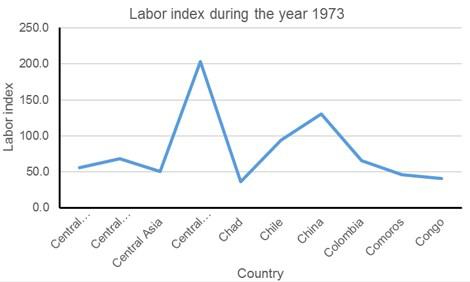 Labor index during the year 1973
250.0
200.0
150.0
100.0
50.0
0.0
Labor index
Central...
Central...
Central Asia
Central...
Chad
Chile
China
Colombia
Comoros
Congo
Country